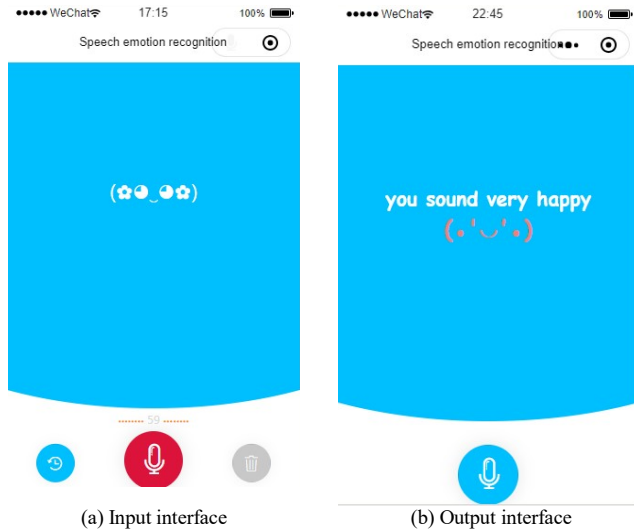 ●●●●● WeChat 17:15 100%
Speech emotion recognition
(✿◕‿◕✿)
-------- 59 --------
(a) Input interface
●●●●● WeChat 22:45 100%
Speech emotion recognition
you sound very happy
(｡•́‿•̀｡)
(b) Output interface